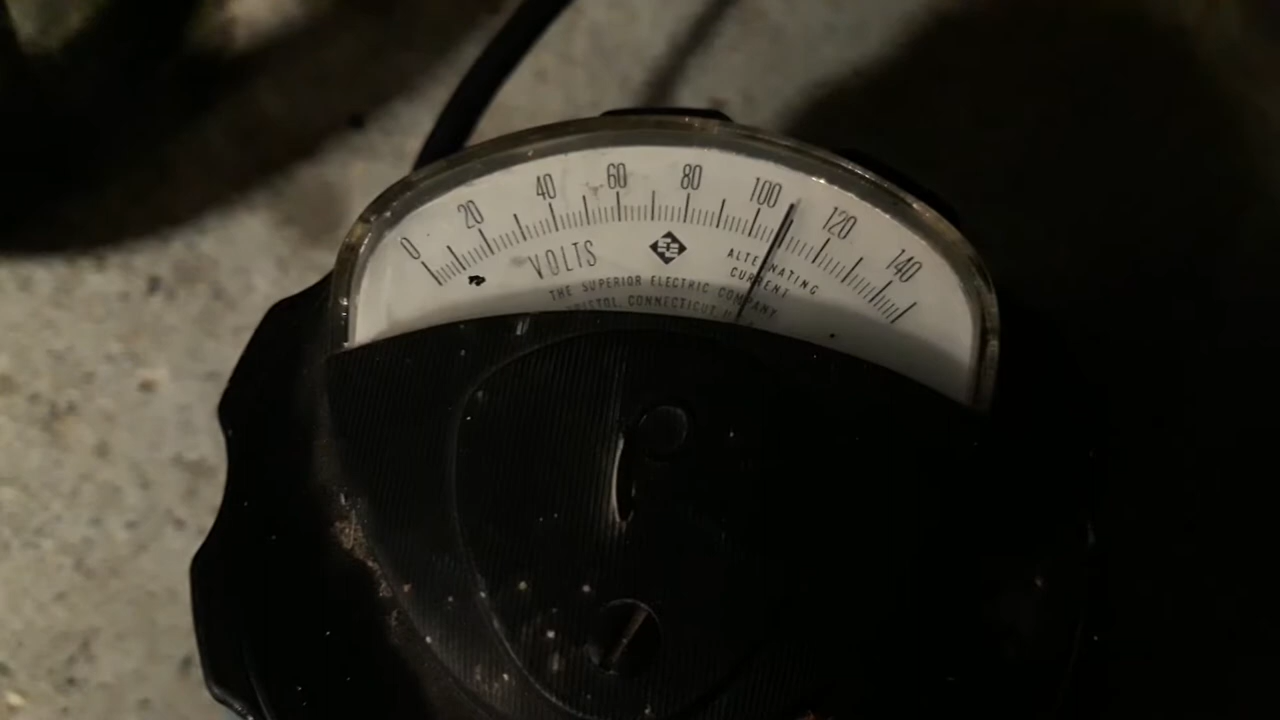 0 20 40 60 80 100 120 140
VOLTS
ALTERNATING
CURRENT
THE SUPERIOR ELECTRIC COMPANY
BRISTOL, CONNECTICUT